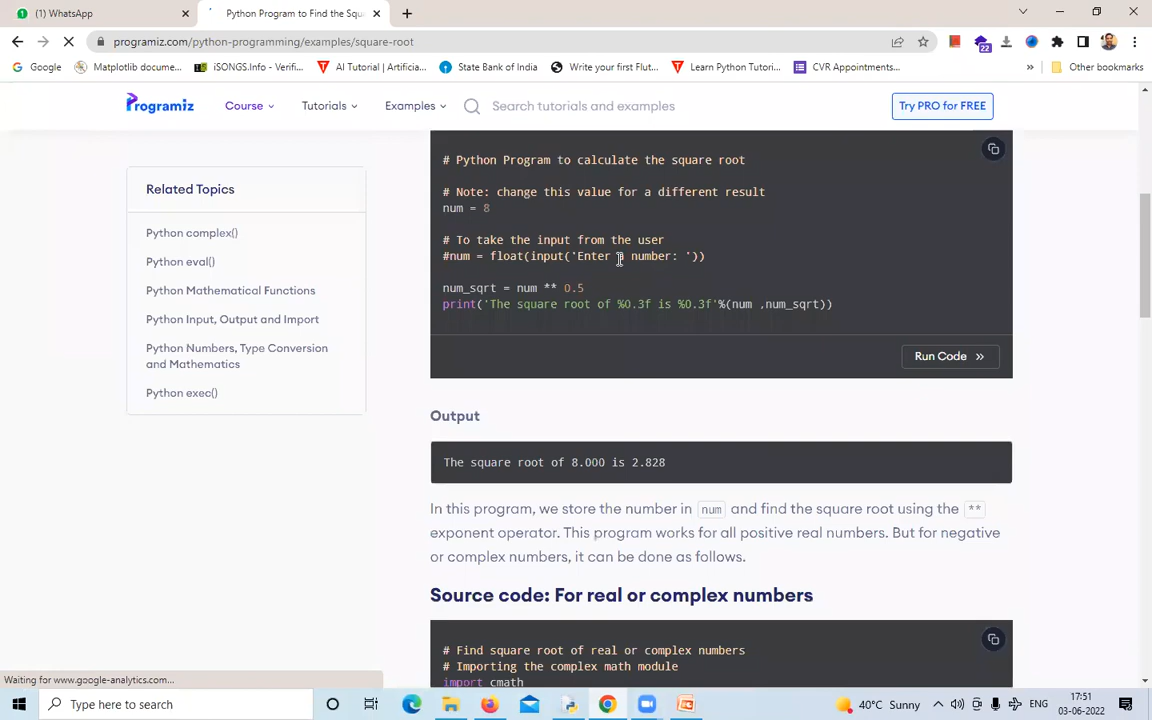 (1) WhatsApp
Python Program to Find the Squa
programiz.com/python-programming/examples/square-root
22
Google
Matplotlib docume...
iSONGS.Info - Verifi...
AI Tutorial | Artificia...
State Bank of India
Write your first Flut...
Learn Python Tutori...
CVR Appointments...
»
Other bookmarks
Programiz
Course
Tutorials
Examples
Search tutorials and examples
Try PRO for FREE
Related Topics
Python complex()
Python eval()
Python Mathematical Functions
Python Input, Output and Import
Python Numbers, Type Conversion
and Mathematics
Python exec()
# Python Program to calculate the square root
# Note: change this value for a different result
num = 8
# To take the input from the user
#num = float(input('Enter a number: '))
num_sqrt = num ** 0.5
print('The square root of %0.3f is %0.3f'%(num ,num_sqrt))
Run Code »
Output
The square root of 8.000 is 2.828
In this program, we store the number in num and find the square root using the **
exponent operator. This program works for all positive real numbers. But for negative
or complex numbers, it can be done as follows.
Source code: For real or complex numbers
# Find square root of real or complex numbers
# Importing the complex math module
import cmath
Waiting for www.google-analytics.com...
Type here to search
40°C Sunny
ENG
17:51
03-06-2022